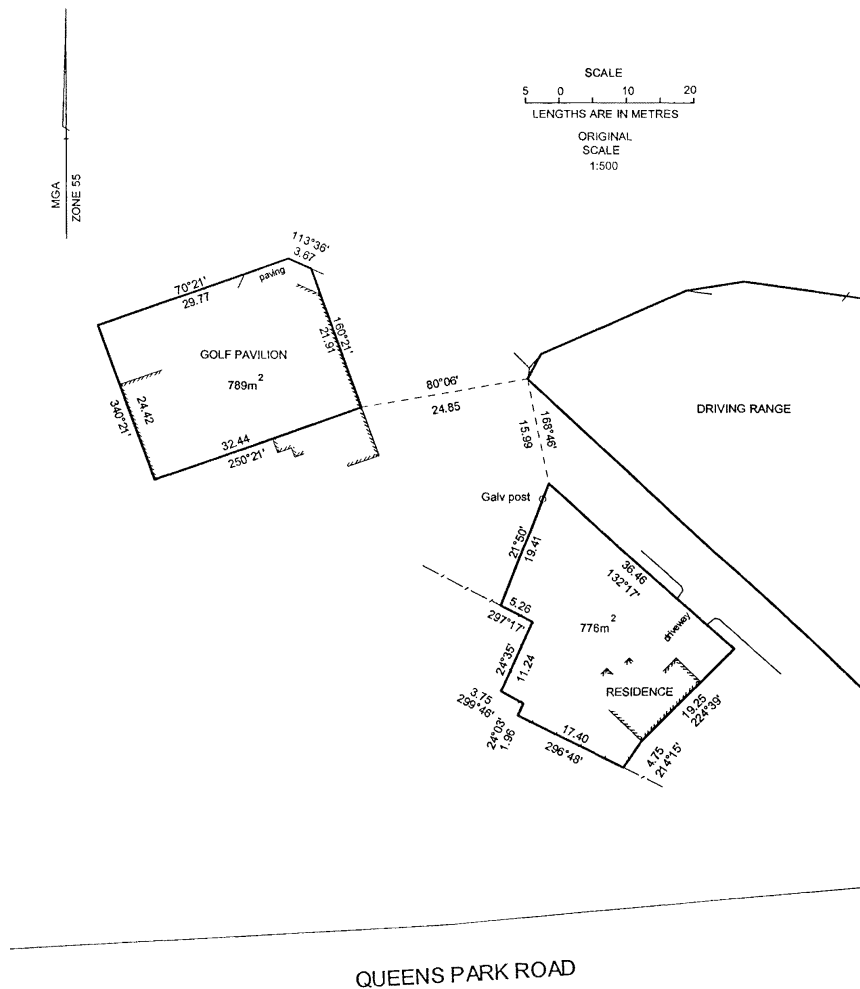 SCALE
5 0 10 20
LENGTHS ARE IN METRES
ORIGINAL
SCALE
1:500
MGA
ZONE 55
113°36'
3.67
paving
70°21'
29.77
160°21'
21.91
GOLF PAVILION
789m²
340°21'
24.42
32.44
250°21'
80°06'
24.85
168°46'
15.99
DRIVING RANGE
Galv post
21°50'
19.41
36.46
132°17'
5.26
297°17'
776m²
driveway
24°35'
11.24
3.75
299°46'
RESIDENCE
24°03'
1.96
17.40
296°48'
19.25
224°39'
4.75
214°15'
QUEENS PARK ROAD